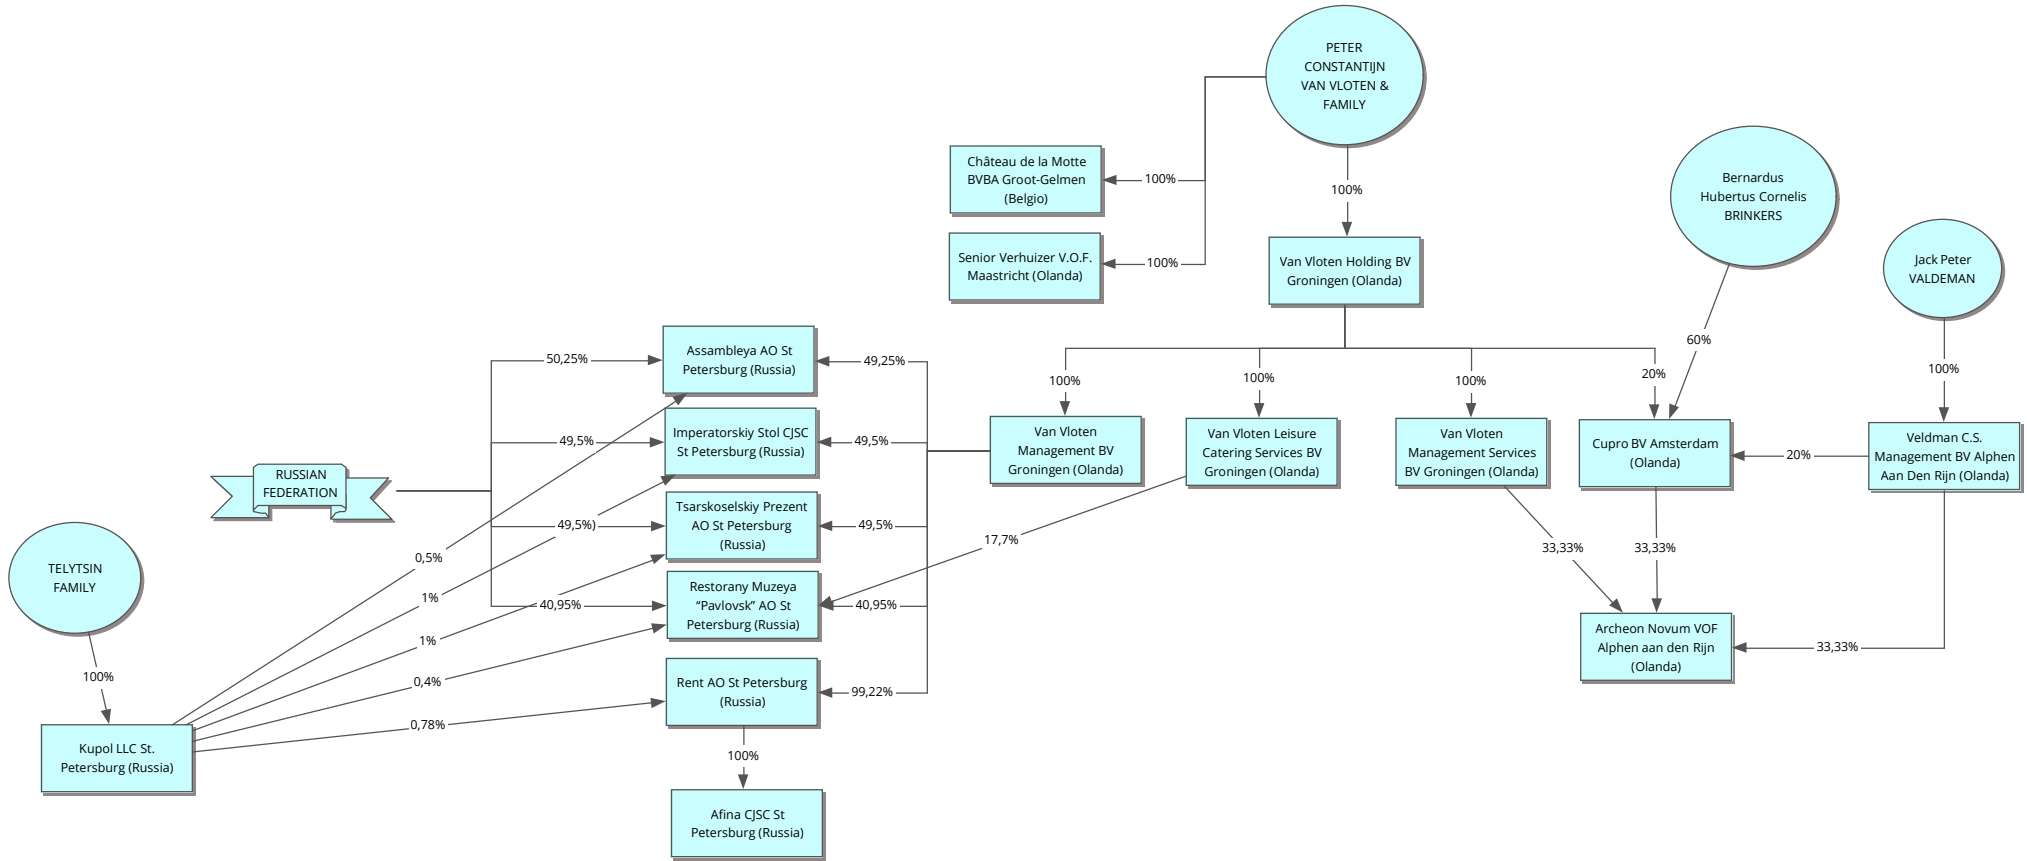 PETER
CONSTANTIJN
VAN VLOTEN &
FAMILY
Château de la Motte
BVBA Groot-Gelmen
(Belgio)
100%
100%
Bernardus
Hubertus Cornelis
BRINKERS
Senior Verhuizer V.O.F.
Maastricht (Olanda)
100%
Van Vloten Holding BV
Groningen (Olanda)
Jack Peter
VALDEMAN
60%
100%
100%
100%
100%
20%
Assambleya AO St
Petersburg (Russia)
50,25%
49,25%
Imperatorskiy Stol CJSC
St Petersburg (Russia)
49,5%
49,5%
Van Vloten
Management BV
Groningen (Olanda)
Van Vloten Leisure
Catering Services BV
Groningen (Olanda)
Van Vloten
Management Services
BV Groningen (Olanda)
Cupro BV Amsterdam
(Olanda)
20%
Veldman C.S.
Management BV Alphen
Aan Den Rijn (Olanda)
RUSSIAN
FEDERATION
Tsarskoselskiy Prezent
AO St Petersburg
(Russia)
49,5%)
49,5%
17,7%
33,33%
33,33%
0,5%
TELYTSIN
FAMILY
1%
Restorany Muzeya
“Pavlovsk” AO St
Petersburg (Russia)
40,95%
40,95%
Archeon Novum VOF
Alphen aan den Rijn
(Olanda)
33,33%
1%
100%
0,4%
Rent AO St Petersburg
(Russia)
99,22%
0,78%
Kupol LLC St.
Petersburg (Russia)
100%
Afina CJSC St
Petersburg (Russia)